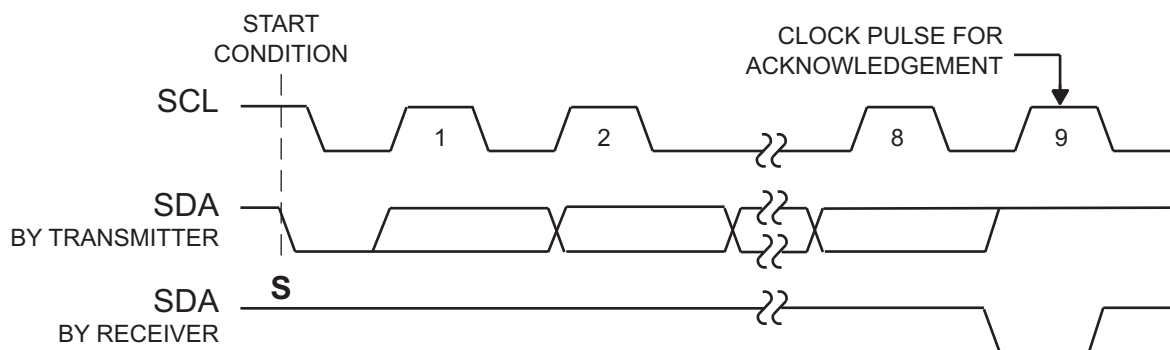 START
CONDITION
CLOCK PULSE FOR
ACKNOWLEDGEMENT
SCL
1
2
8
9
SDA
BY TRANSMITTER
S
SDA
BY RECEIVER